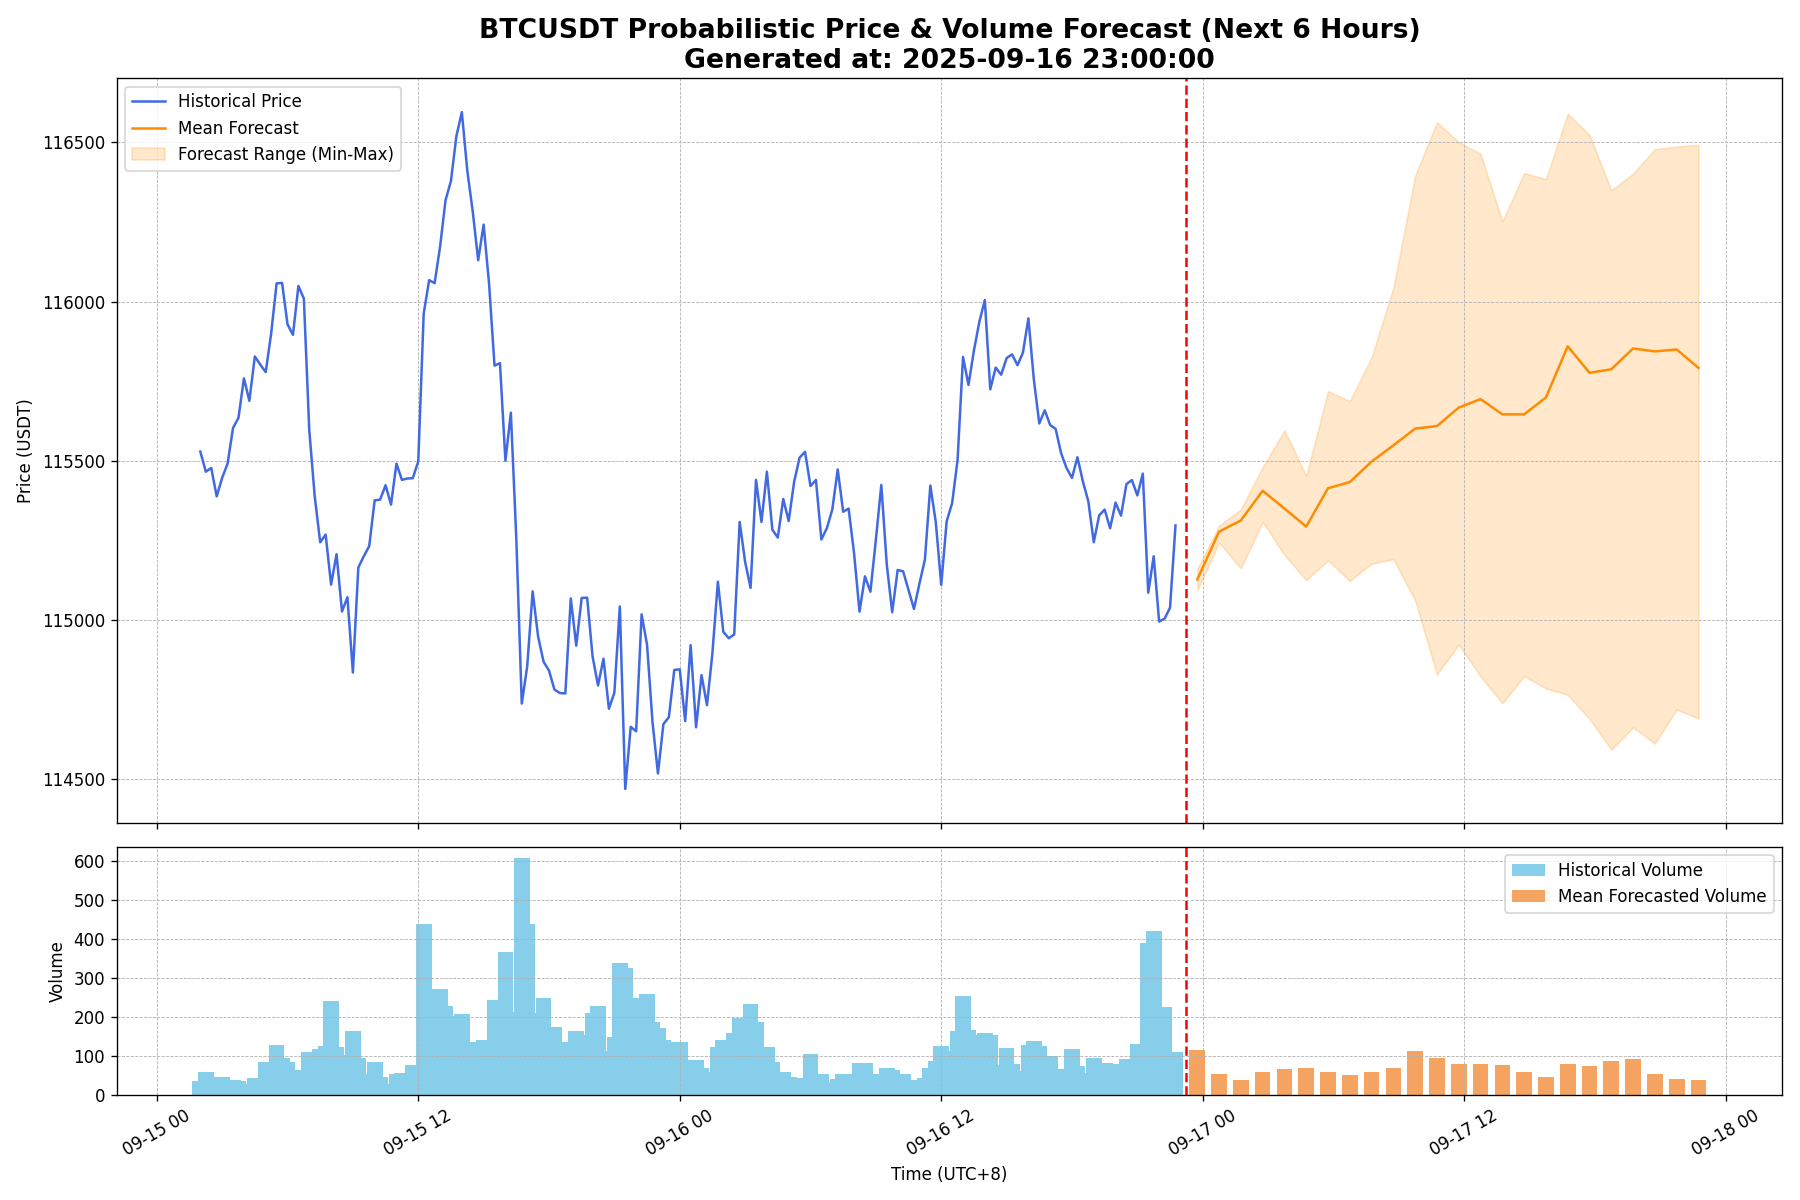 BTCUSDT Probabilistic Price & Volume Forecast (Next 6 Hours)
Generated at: 2025-09-16 23:00:00
Historical Price
Mean Forecast
Forecast Range (Min-Max)
Price (USDT)
116500
116000
115500
115000
114500
Historical Volume
Mean Forecasted Volume
Volume
600
500
400
300
200
100
0
09-15 00
09-15 12
09-16 00
09-16 12
09-17 00
09-17 12
09-18 00
Time (UTC+8)